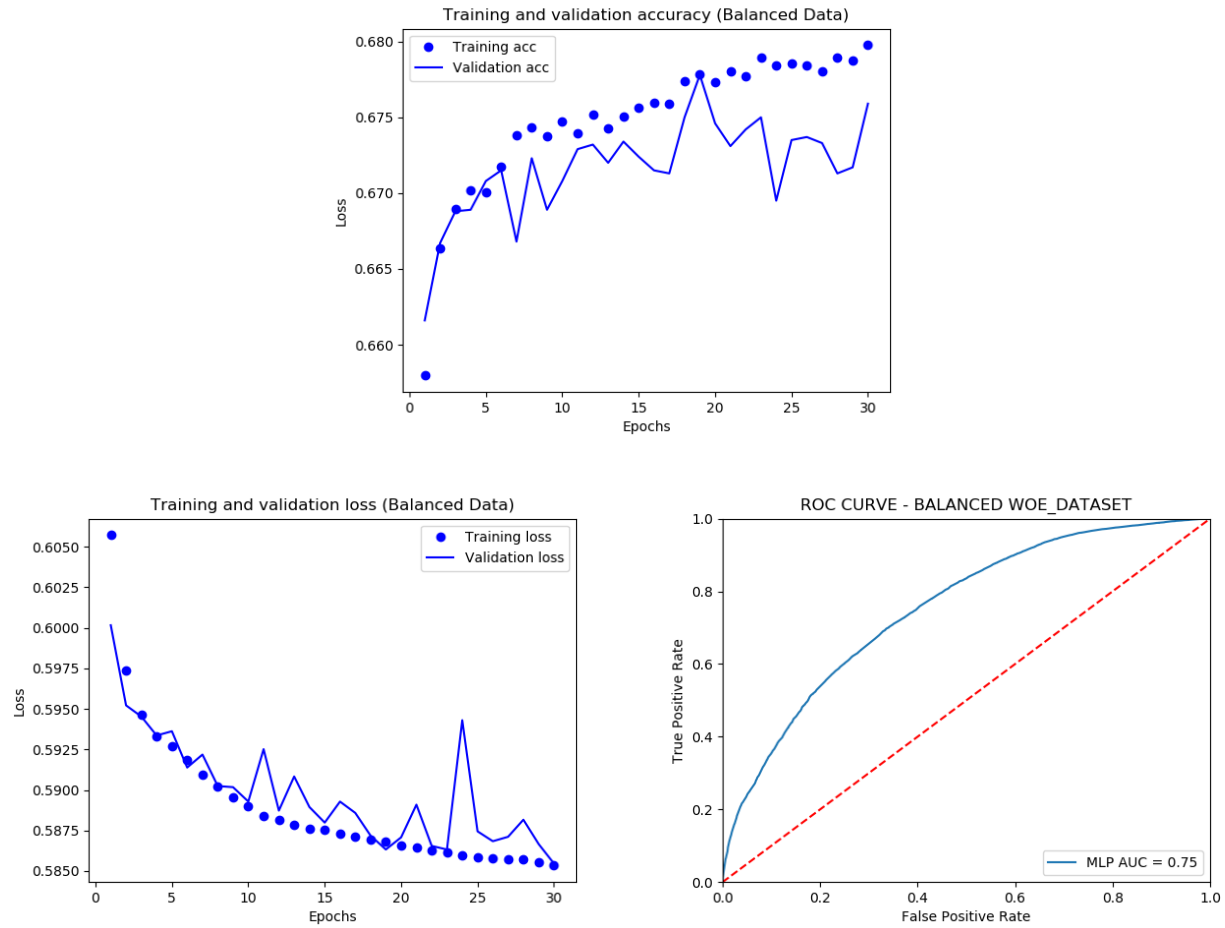 Training and validation accuracy (Balanced Data)
0.680
0.675
0.670
0.665
0.660
Loss
Training acc
Validation acc
0 5 10 15 20 25 30
Epochs
Training and validation loss (Balanced Data)
0.6050
0.6025
0.6000
0.5975
0.5950
0.5925
0.5900
0.5875
0.5850
Loss
Training loss
Validation loss
0 5 10 15 20 25 30
Epochs
ROC CURVE - BALANCED WOE_DATASET
1.0
0.8
0.6
0.4
0.2
0.0
True Positive Rate
MLP AUC = 0.75
0.0 0.2 0.4 0.6 0.8 1.0
False Positive Rate